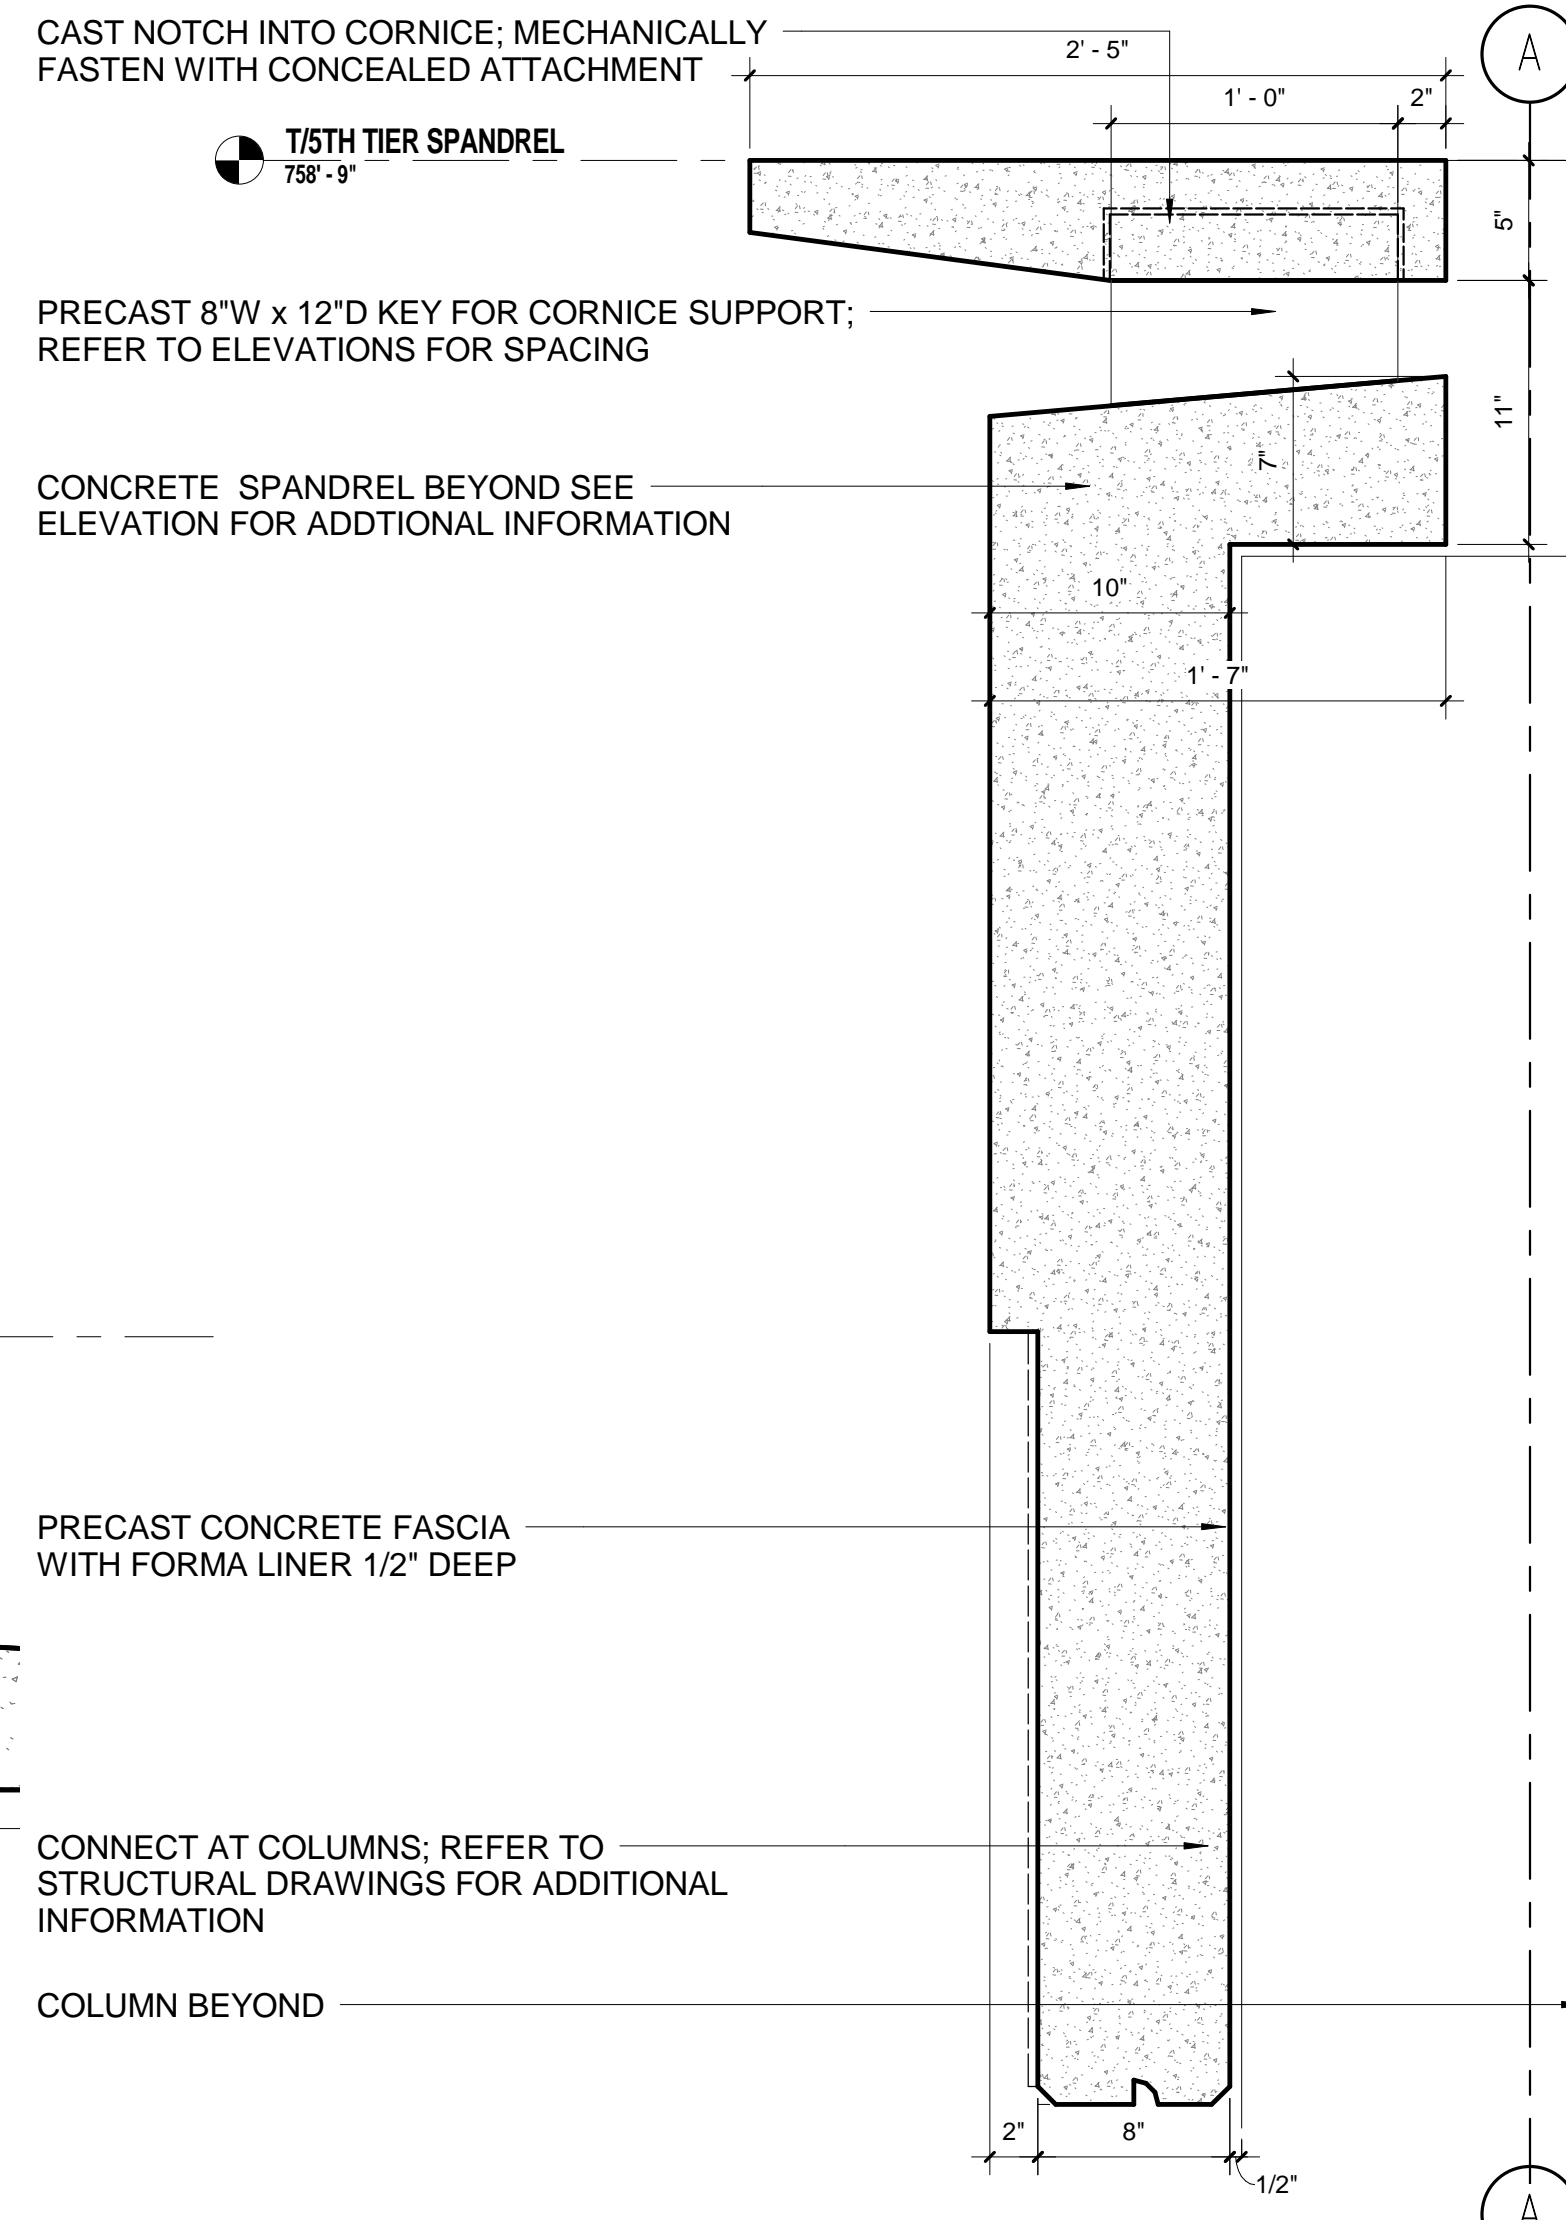 CAST NOTCH INTO CORNICE; MECHANICALLY
FASTEN WITH CONCEALED ATTACHMENT
2' - 5"
A
1' - 0"
2"
T/5TH TIER SPANDREL
758' - 9"
5"
PRECAST 8"W x 12"D KEY FOR CORNICE SUPPORT;
REFER TO ELEVATIONS FOR SPACING
11"
7"
CONCRETE  SPANDREL BEYOND SEE
ELEVATION FOR ADDTIONAL INFORMATION
10"
1' - 7"
PRECAST CONCRETE FASCIA
WITH FORMA LINER 1/2" DEEP
CONNECT AT COLUMNS; REFER TO
STRUCTURAL DRAWINGS FOR ADDITIONAL
INFORMATION
COLUMN BEYOND
2"
8"
1/2"
A